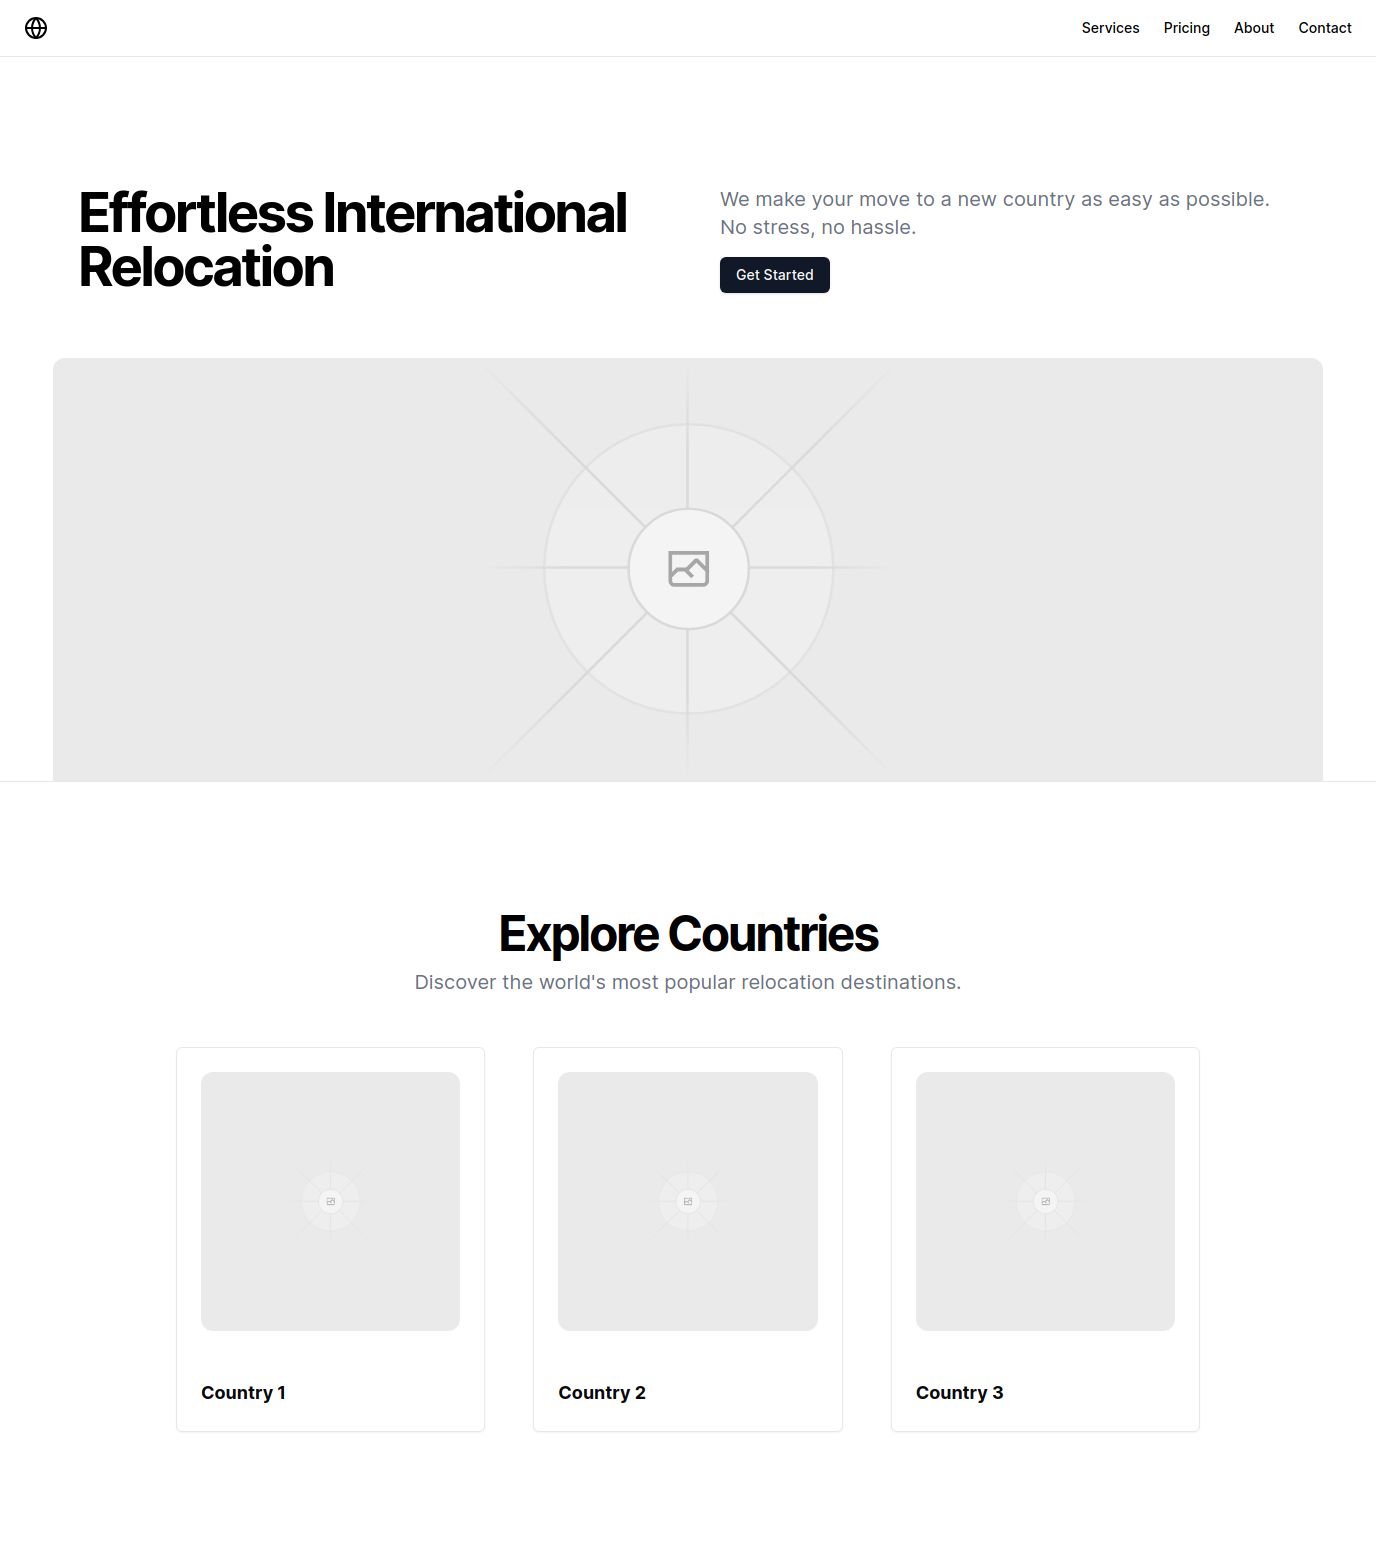 Services Pricing About Contact
Effortless International
Relocation
We make your move to a new country as easy as possible.
No stress, no hassle.
Get Started
Explore Countries
Discover the world's most popular relocation destinations.
Country 1
Country 2
Country 3